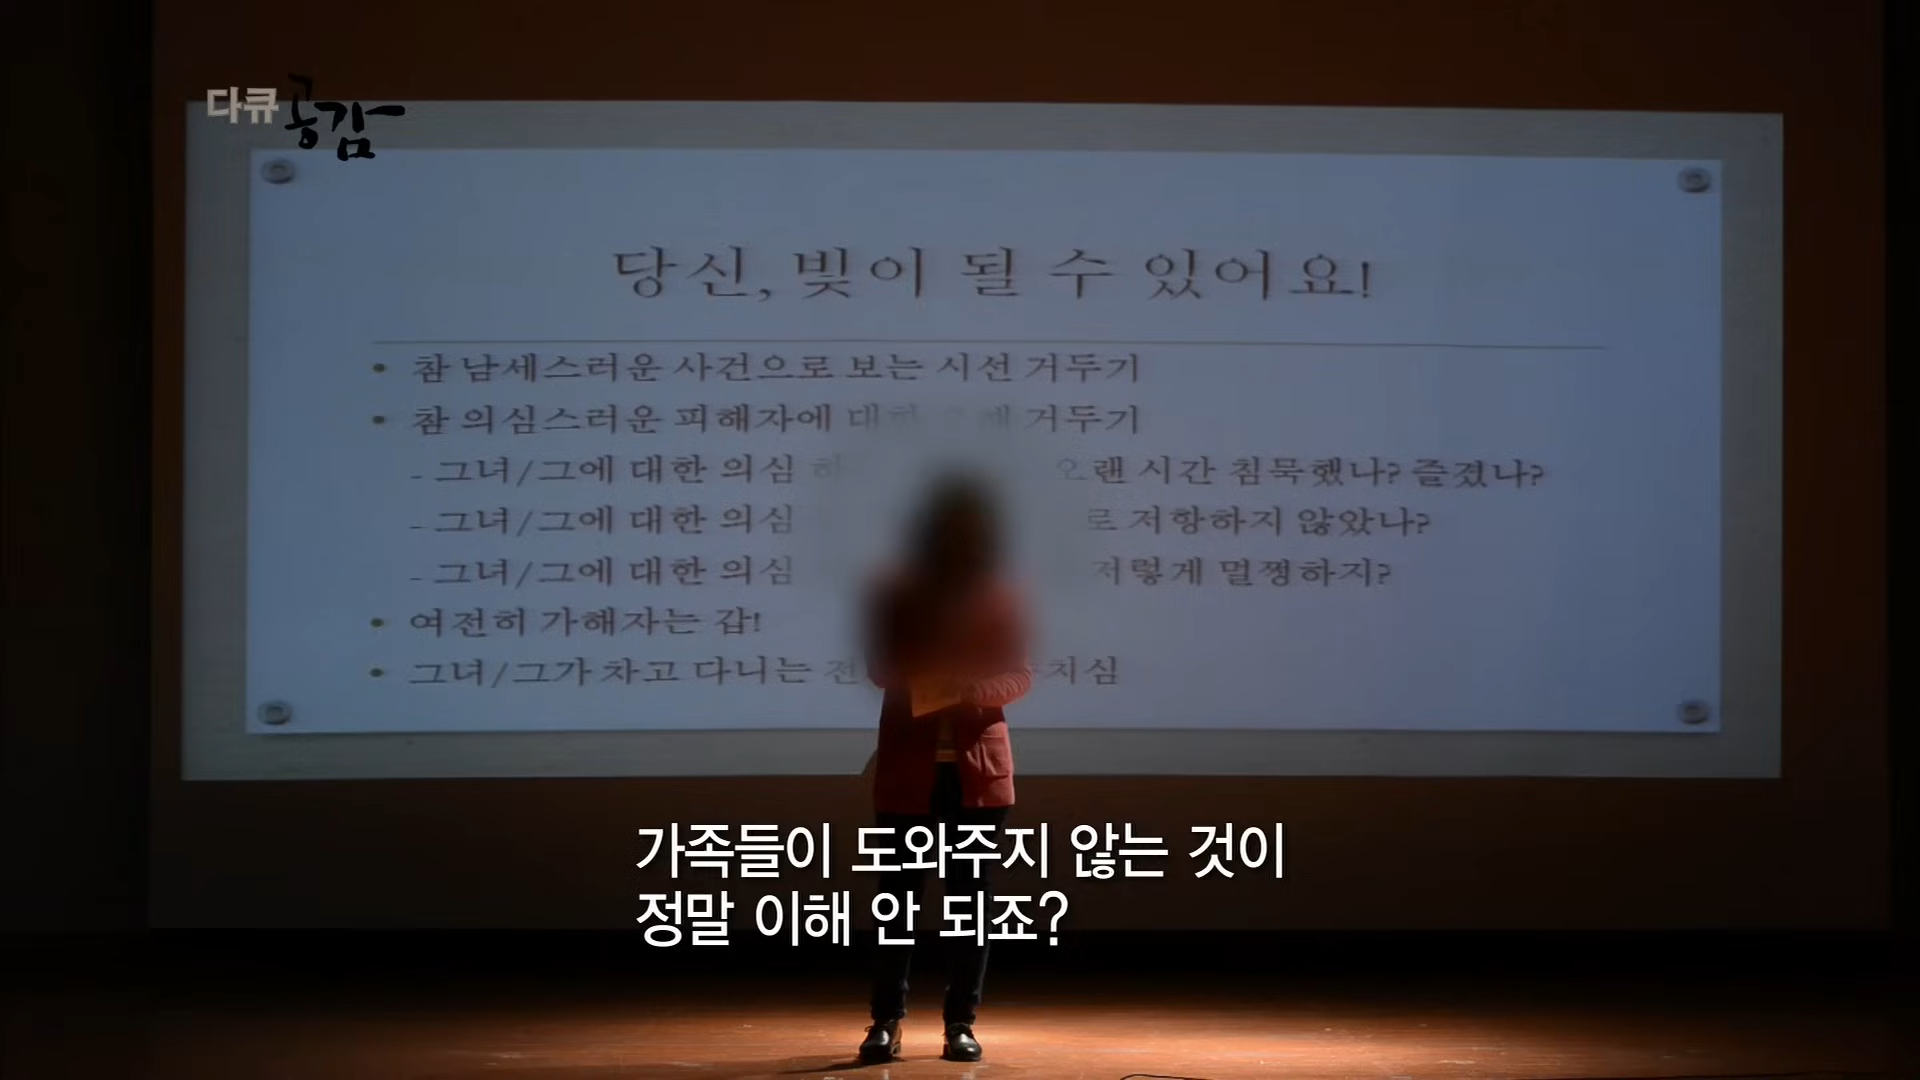 다큐 공감
당신, 빛이 될 수 있어요!
• 참 남세스러운 사건으로 보는 시선 거두기
• 참 의심스러운 피해자에 거두기
- 그녀/그에 대한 의심 오랜 시간 침묵했나? 즐겼나?
- 그녀/그에 대한 의심 로 저항하지 않았나?
- 그녀/그에 대한 의심 저렇게 멀쩡하지?
• 여전히 가해자는 갑!
• 그녀/그가 차고 다니는
가족들이 도와주지 않는 것이
정말 이해 안 되죠?